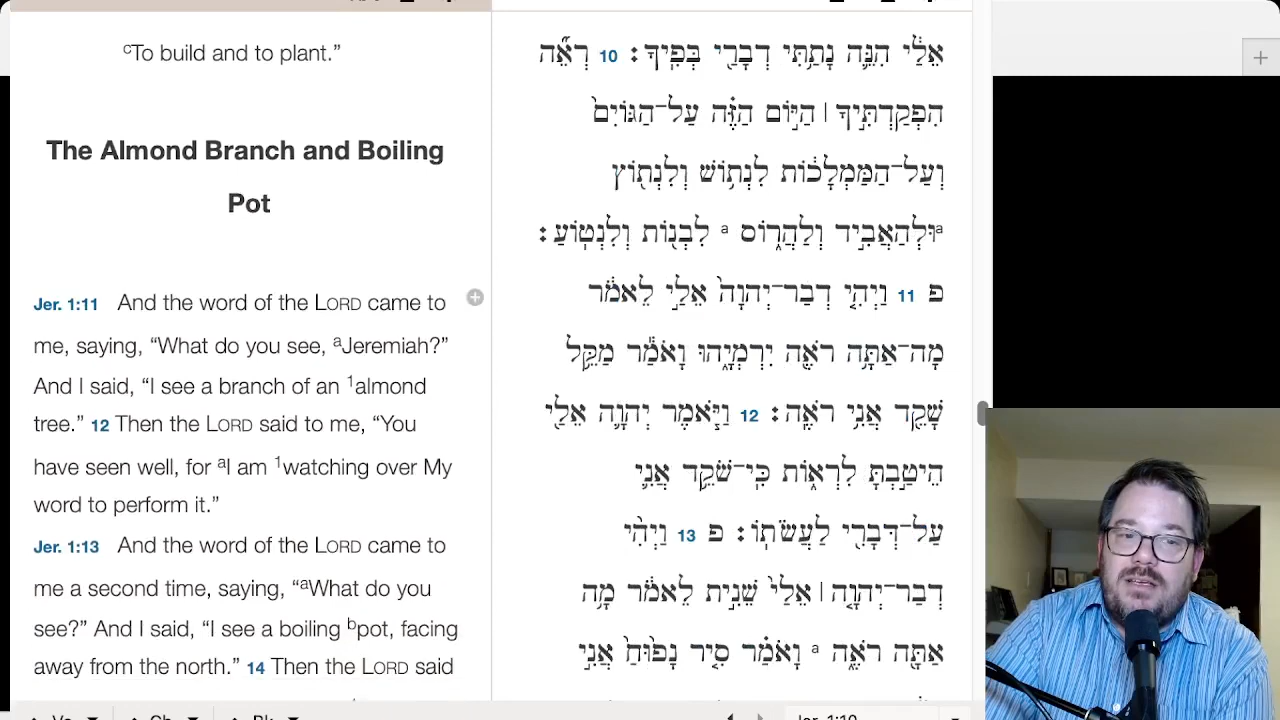 ᶜTo build and to plant.”
The Almond Branch and Boiling
Pot
Jer. 1:11 And the word of the LORD came to
me, saying, “What do you see, ᵃJeremiah?”
And I said, “I see a branch of an ¹almond
tree.” 12 Then the LORD said to me, “You
have seen well, for ᵃI am ¹watching over My
word to perform it.”
Jer. 1:13 And the word of the LORD came to
me a second time, saying, “ᵃWhat do you
see?” And I said, “I see a boiling ᵇpot, facing
away from the north.” 14 Then the LORD said
אֵלַ֔י הִנֵּ֛ה נָתַ֥תִּי דְבָרַ֖י בְּפִֽיךָ׃ 10 רְאֵ֞ה
הִפְקַדְתִּ֣יךָ ׀ הַיּ֣וֹם הַזֶּ֗ה עַל־הַגּוֹיִם֙
וְעַל־הַמַּמְלָכ֔וֹת לִנְת֥וֹשׁ וְלִנְת֖וֹץ
ᵃוּלְהַאֲבִ֣יד וְלַהֲר֑וֹס ᵃ לִבְנ֖וֹת וְלִנְטֽוֹעַ׃
פ 11 וַיְהִ֤י דְבַר־יְהוָה֙ אֵלַ֣י לֵאמֹ֔ר
מָה־אַתָּ֥ה רֹאֶ֖ה יִרְמְיָ֑הוּ וָאֹמַ֕ר מַקֵּ֥ל
שָׁקֵ֖ד אֲנִ֥י רֹאֶֽה׃ 12 וַיֹּ֧אמֶר יְהוָ֛ה אֵלַ֖י
הֵיטַ֣בְתָּ לִרְא֑וֹת כִּֽי־שֹׁקֵ֥ד אֲנִ֛י
עַל־דְּבָרִ֖י לַעֲשֹׂתֽוֹ׃ פ 13 וַיְהִ֨י
דְבַר־יְהוָ֤ה ׀ אֵלַי֙ שֵׁנִ֣ית לֵאמֹ֔ר מָ֥ה
אַתָּ֖ה רֹאֶ֑ה ᵃ וָאֹמַ֗ר סִ֤יר נָפ֙וּחַ֙ אֲנִ֣י
Jer. 1:10